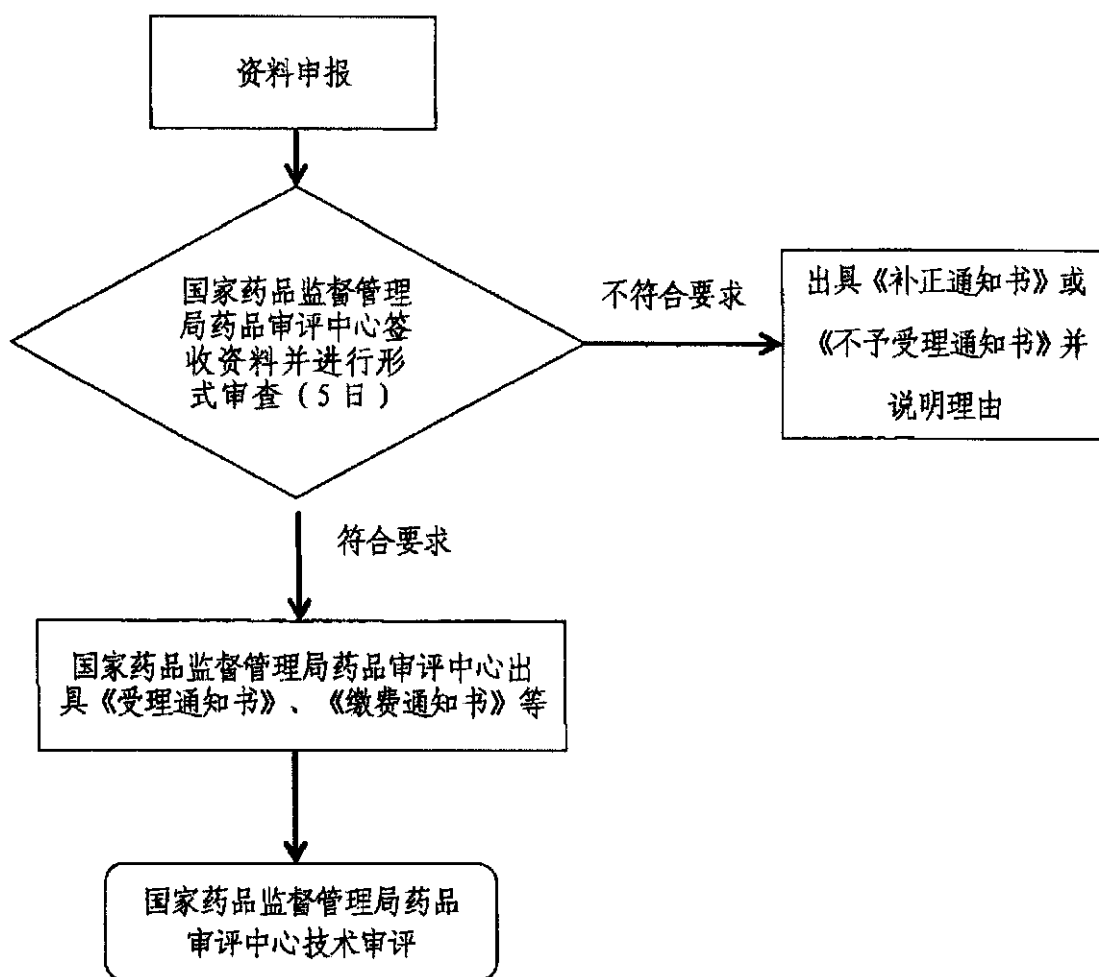 资料申报
国家药品监督管理
局药品审评中心签
收资料并进行形
式审查（5日）
不符合要求
出具《补正通知书》或
《不予受理通知书》并
说明理由
符合要求
国家药品监督管理局药品审评中心出
具《受理通知书》、《缴费通知书》等
国家药品监督管理局药品
审评中心技术审评